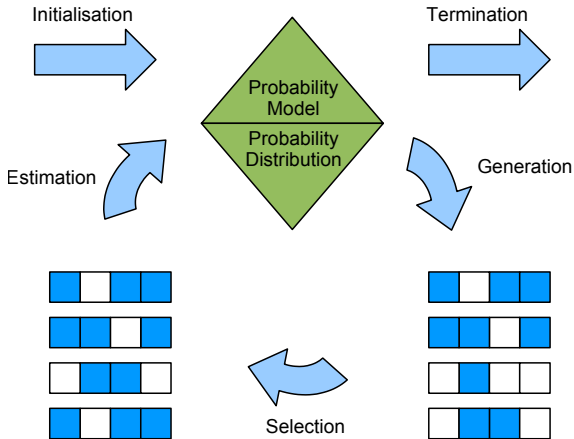 Initialisation
Termination
Probability
Model
Probability
Distribution
Estimation
Generation
Selection